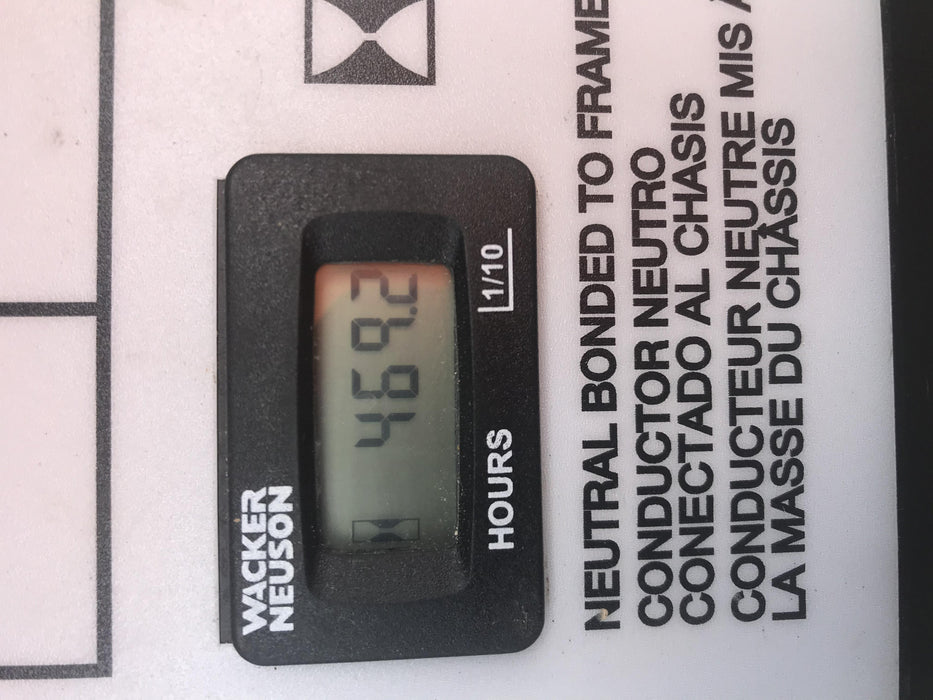 WACKER
NEUSON
469.2
HOURS
1/10
NEUTRAL BONDED TO FRAME
CONDUCTOR NEUTRO
CONECTADO AL CHASIS
CONDUCTEUR NEUTRE MIS À
LA MASSE DU CHÂSSIS